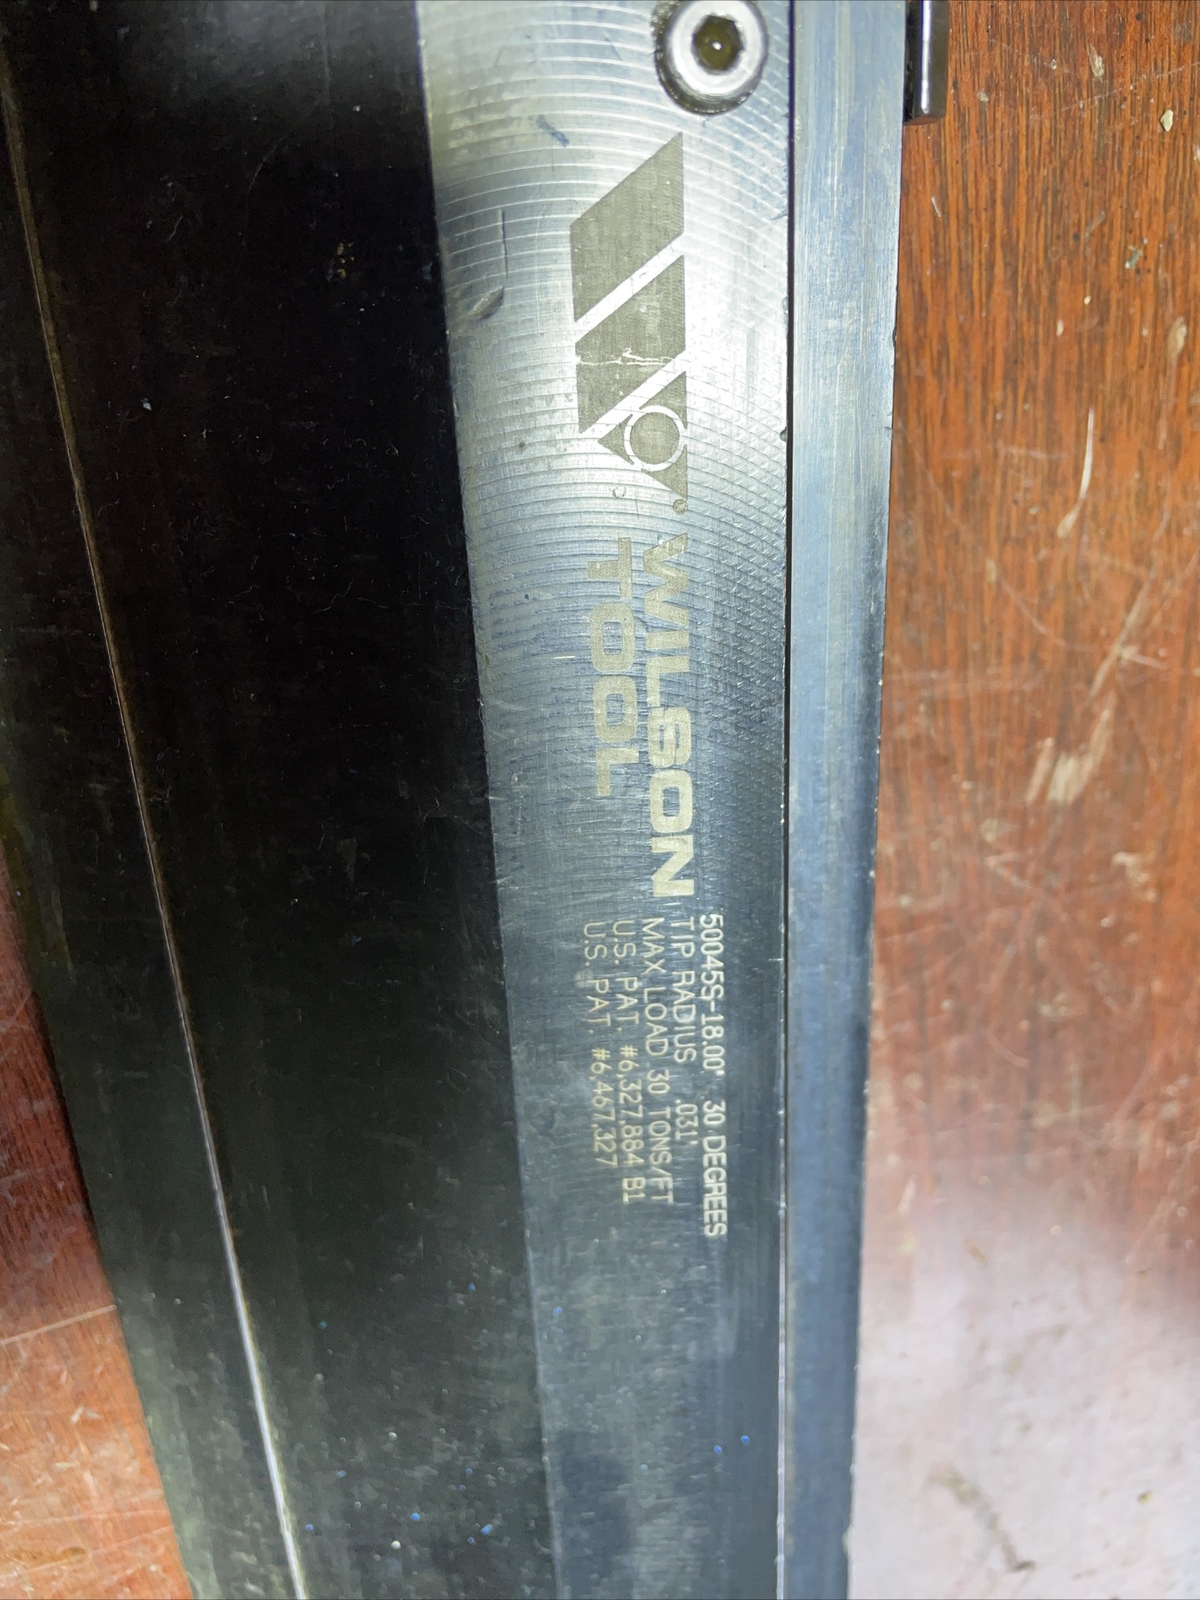 WILSON
TOOL
50045S-18.00" 30 DEGREES
TIP RADIUS .031"
MAX LOAD 30 TONS/FT
U.S. PAT. #6,327,884 B1
U.S. PAT. #6,467,327